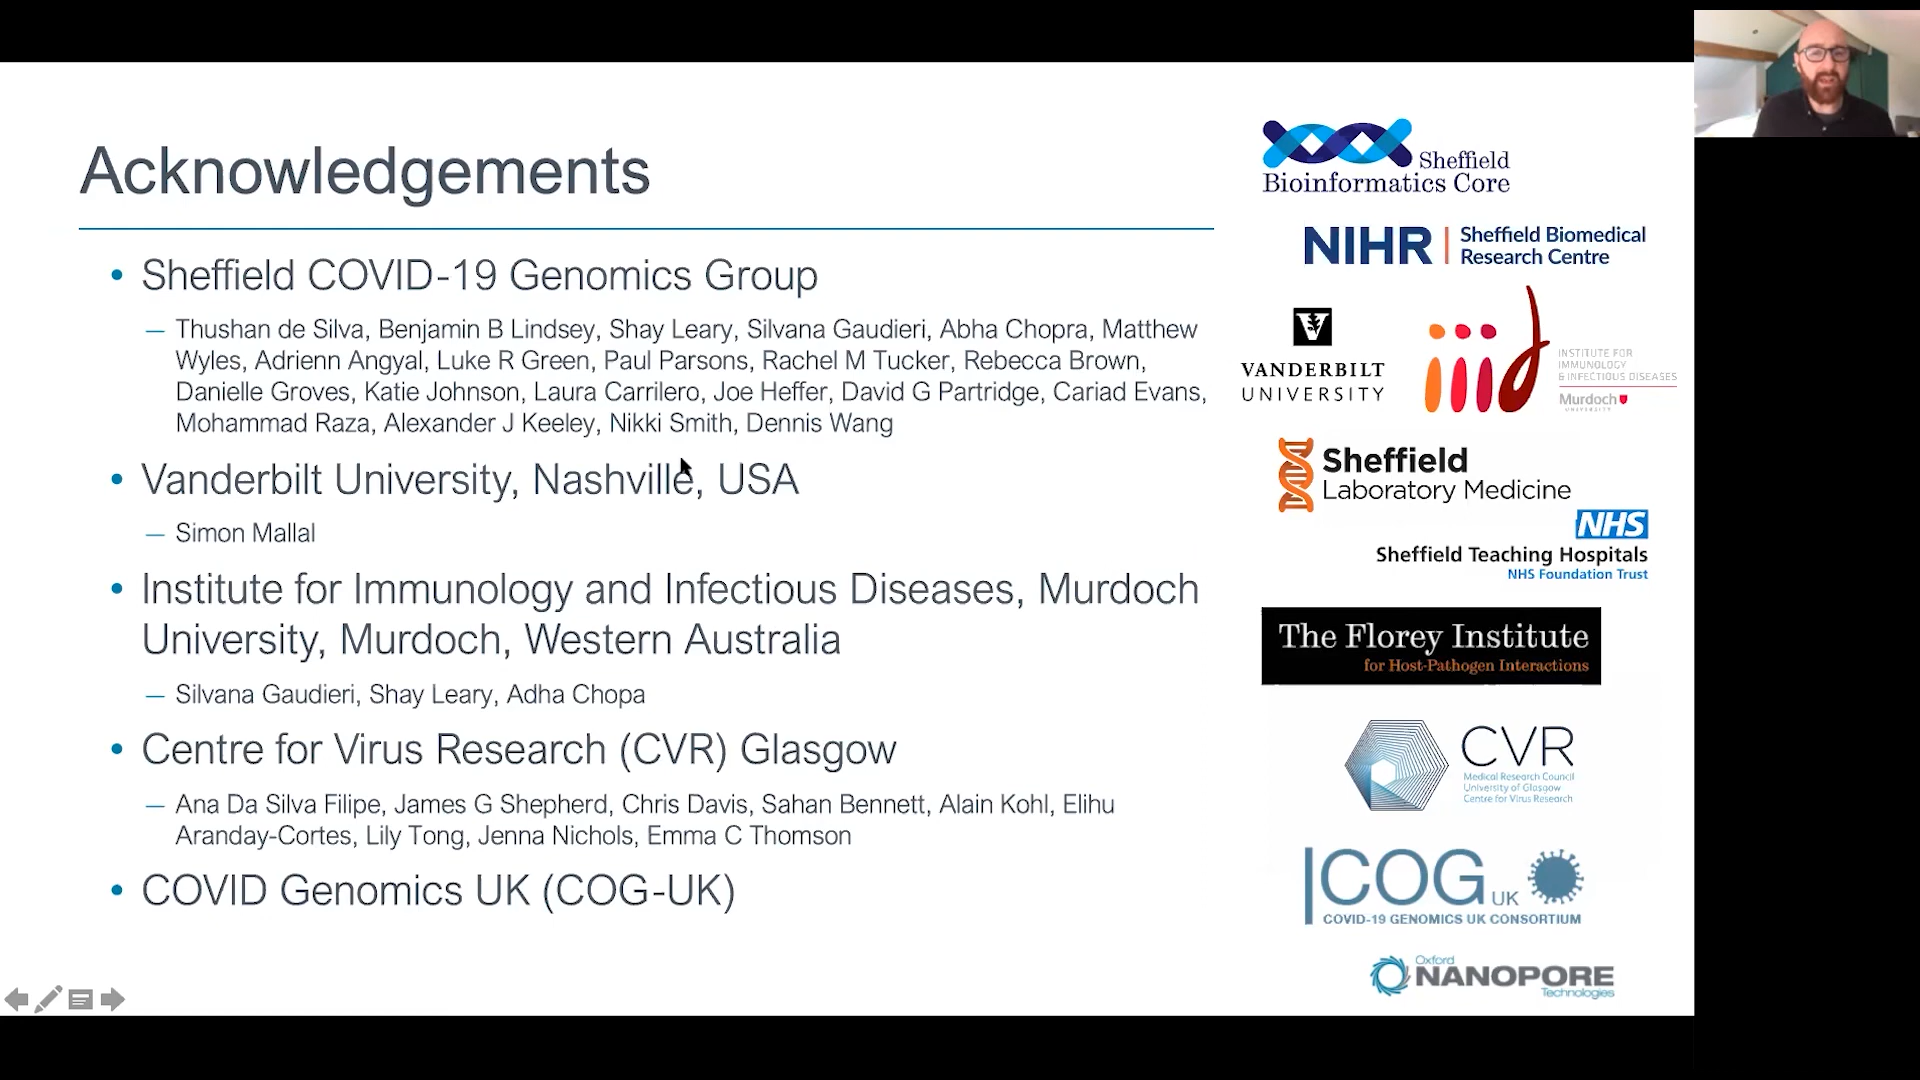 Acknowledgements
• Sheffield COVID-19 Genomics Group
— Thushan de Silva, Benjamin B Lindsey, Shay Leary, Silvana Gaudieri, Abha Chopra, Matthew
Wyles, Adrienn Angyal, Luke R Green, Paul Parsons, Rachel M Tucker, Rebecca Brown,
Danielle Groves, Katie Johnson, Laura Carrilero, Joe Heffer, David G Partridge, Cariad Evans,
Mohammad Raza, Alexander J Keeley, Nikki Smith, Dennis Wang
• Vanderbilt University, Nashville, USA
— Simon Mallal
• Institute for Immunology and Infectious Diseases, Murdoch
University, Murdoch, Western Australia
— Silvana Gaudieri, Shay Leary, Adha Chopa
• Centre for Virus Research (CVR) Glasgow
— Ana Da Silva Filipe, James G Shepherd, Chris Davis, Sahan Bennett, Alain Kohl, Elihu
Aranday-Cortes, Lily Tong, Jenna Nichols, Emma C Thomson
• COVID Genomics UK (COG-UK)
Sheffield
Bioinformatics Core
NIHR | Sheffield Biomedical
Research Centre
V
VANDERBILT
UNIVERSITY
iiid
INSTITUTE FOR
IMMUNOLOGY
& INFECTIOUS DISEASES
Murdoch
UNIVERSITY
Sheffield
Laboratory Medicine
NHS
Sheffield Teaching Hospitals
NHS Foundation Trust
The Florey Institute
for Host-Pathogen Interactions
CVR
Medical Research Council
University of Glasgow
Centre for Virus Research
COG UK
COVID-19 GENOMICS UK CONSORTIUM
Oxford
NANOPORE
Technologies